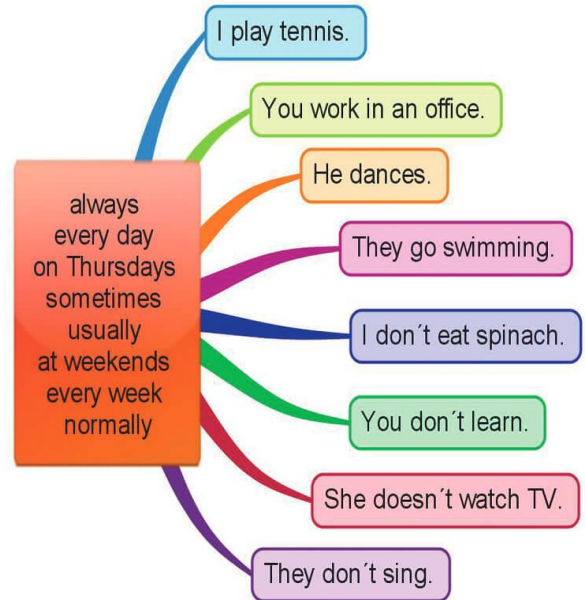 I play tennis.
You work in an office.
He dances.
They go swimming.
always
every day
on Thursdays
sometimes
usually
at weekends
every week
normally
I don´t eat spinach.
You don´t learn.
She doesn´t watch TV.
They don´t sing.